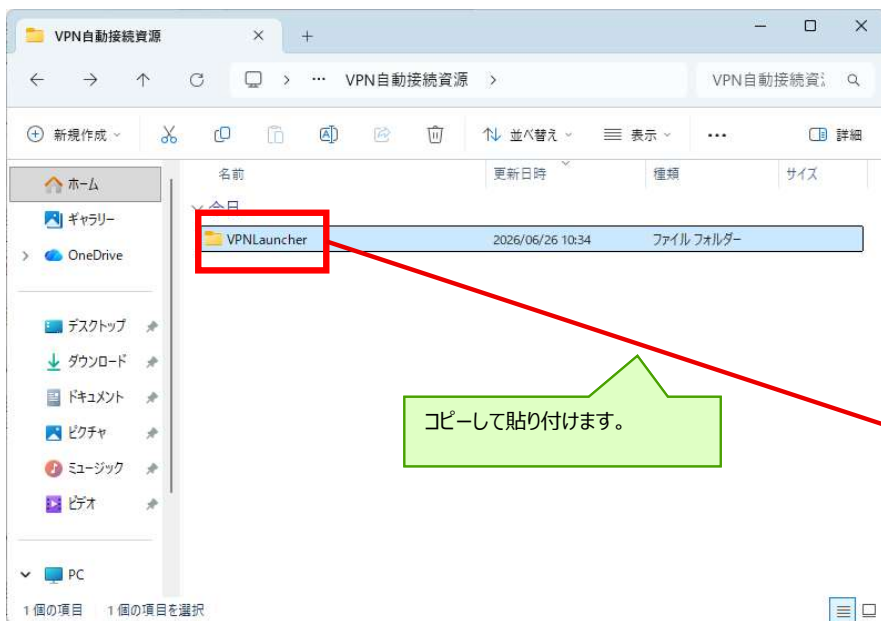 VPN自動接続資源
… VPN自動接続資源
VPN自動接続資
新規作成
並べ替え
表示
…
詳細
名前 更新日時 種類 サイズ
ホーム
今日
ギャラリー
VPNLauncher 2026/06/26 10:34 ファイル フォルダー
OneDrive
デスクトップ
ダウンロード
ドキュメント
コピーして貼り付けます。
ピクチャ
ミュージック
ビデオ
PC
1 個の項目 1 個の項目を選択